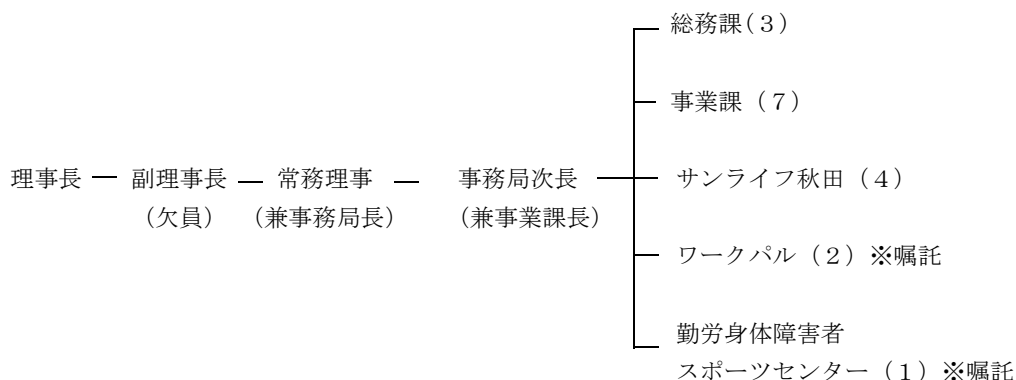 総務課(３)
事業課（７）
理事長 副理事長 常務理事 事務局次長 サンライフ秋田（４）
（欠員） （兼事務局長） （兼事業課長）
ワークパル（２）※嘱託
勤労身体障害者
スポーツセンター（１）※嘱託